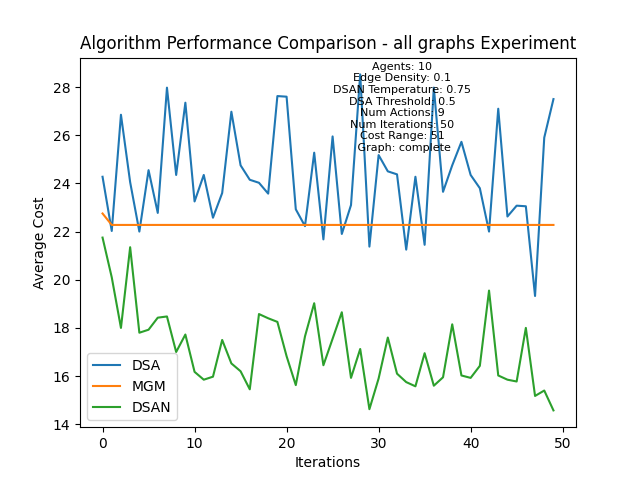 Algorithm Performance Comparison - all graphs Experiment
Agents: 10
Edge Density: 0.1
DSAN Temperature: 0.75
DSA Threshold: 0.5
Num Actions: 9
Num Iterations: 50
Cost Range: 51
Graph: complete
28
26
24
22
20
18
16
14
Average Cost
DSA
MGM
DSAN
0
10
20
30
40
50
Iterations